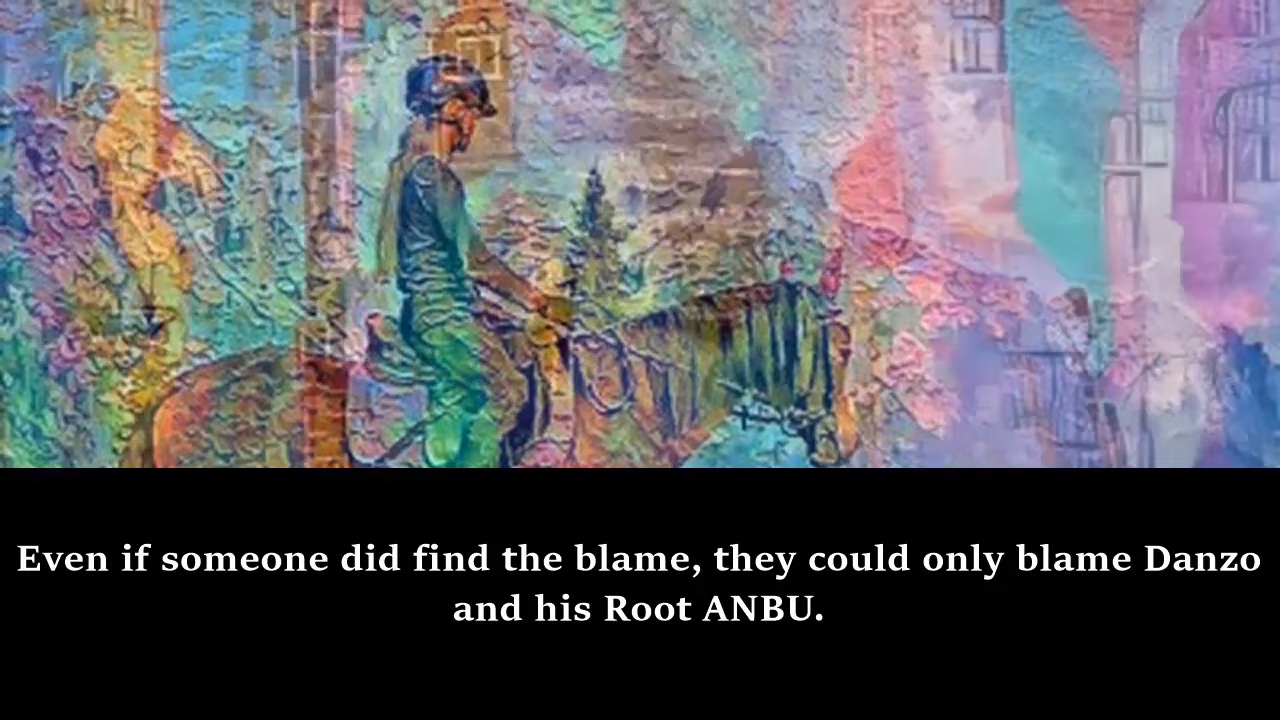 Even if someone did find the blame, they could only blame Danzo
and his Root ANBU.